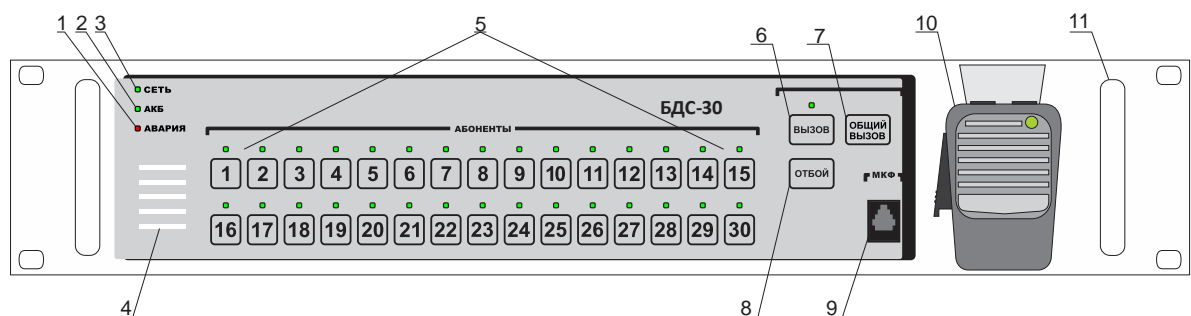 1 2 3 5 6 7 10 11
СЕТЬ
АКБ
АВАРИЯ
БДС-30
АБОНЕНТЫ
ВЫЗОВ
ОБЩИЙ
ВЫЗОВ
1 2 3 4 5 6 7 8 9 10 11 12 13 14 15
ОТБОЙ
МКФ
16 17 18 19 20 21 22 23 24 25 26 27 28 29 30
4 8 9